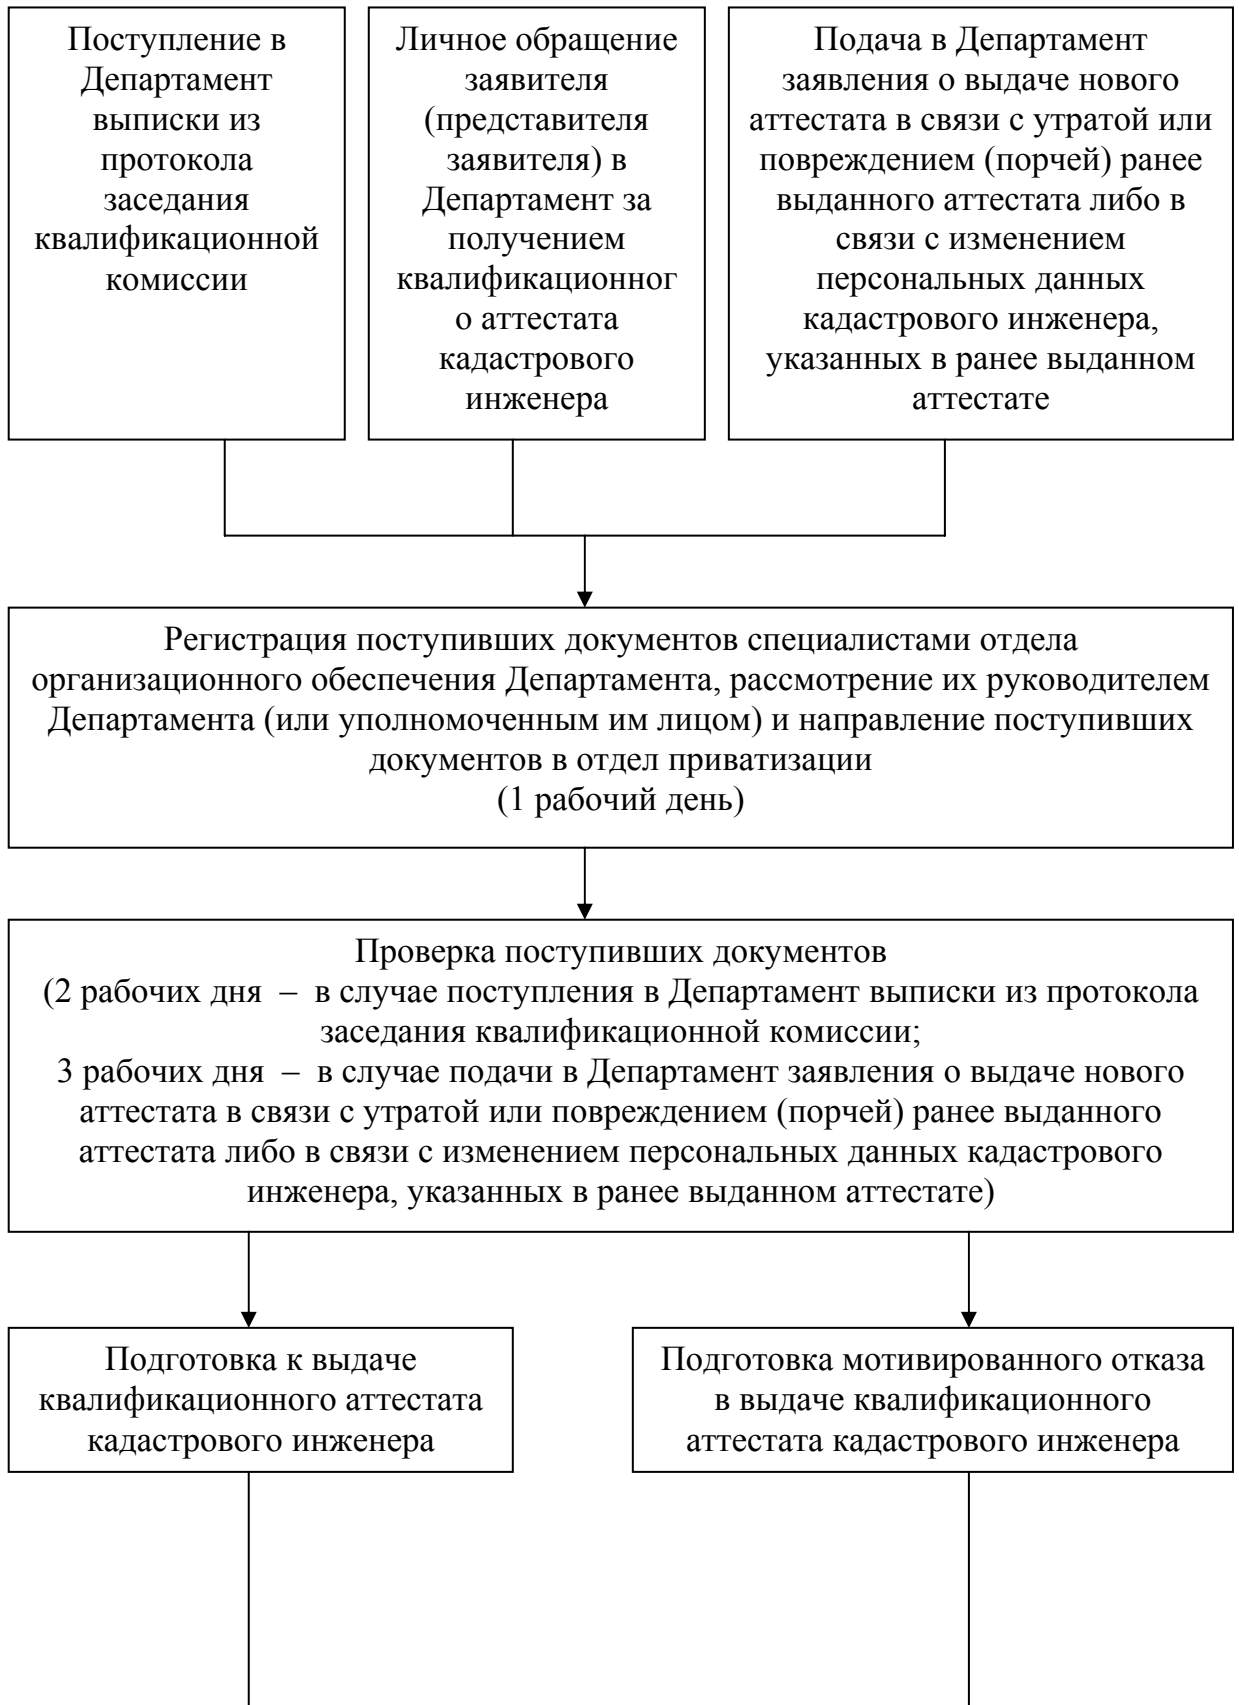 Поступление в
Департамент
выписки из
протокола
заседания
квалификационной
комиссии
Личное обращение
заявителя
(представителя
заявителя) в
Департамент за
получением
квалификационног
о аттестата
кадастрового
инженера
Подача в Департамент
заявления о выдаче нового
аттестата в связи с утратой или
повреждением (порчей) ранее
выданного аттестата либо в
связи с изменением
персональных данных
кадастрового инженера,
указанных в ранее выданном
аттестате
Регистрация поступивших документов специалистами отдела
организационного обеспечения Департамента, рассмотрение их руководителем
Департамента (или уполномоченным им лицом) и направление поступивших
документов в отдел приватизации
(1 рабочий день)
Проверка поступивших документов
(2 рабочих дня – в случае поступления в Департамент выписки из протокола
заседания квалификационной комиссии;
3 рабочих дня – в случае подачи в Департамент заявления о выдаче нового
аттестата в связи с утратой или повреждением (порчей) ранее выданного
аттестата либо в связи с изменением персональных данных кадастрового
инженера, указанных в ранее выданном аттестате)
Подготовка к выдаче
квалификационного аттестата
кадастрового инженера
Подготовка мотивированного отказа
в выдаче квалификационного
аттестата кадастрового инженера